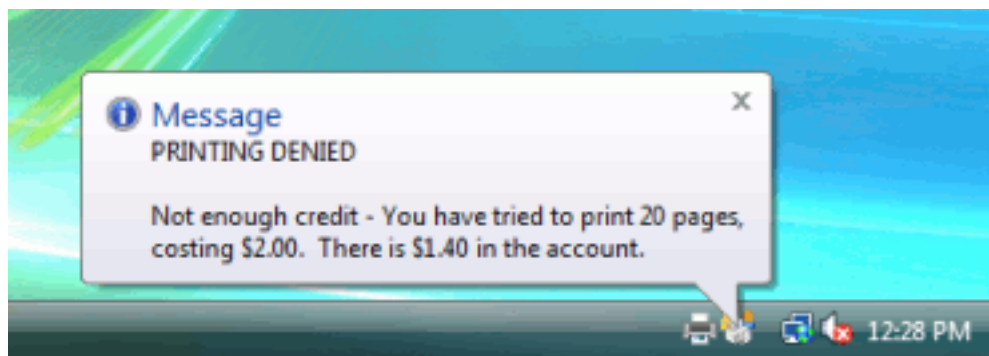 Message
PRINTING DENIED
Not enough credit - You have tried to print 20 pages,
costing $2.00.  There is $1.40 in the account.
12:28 PM